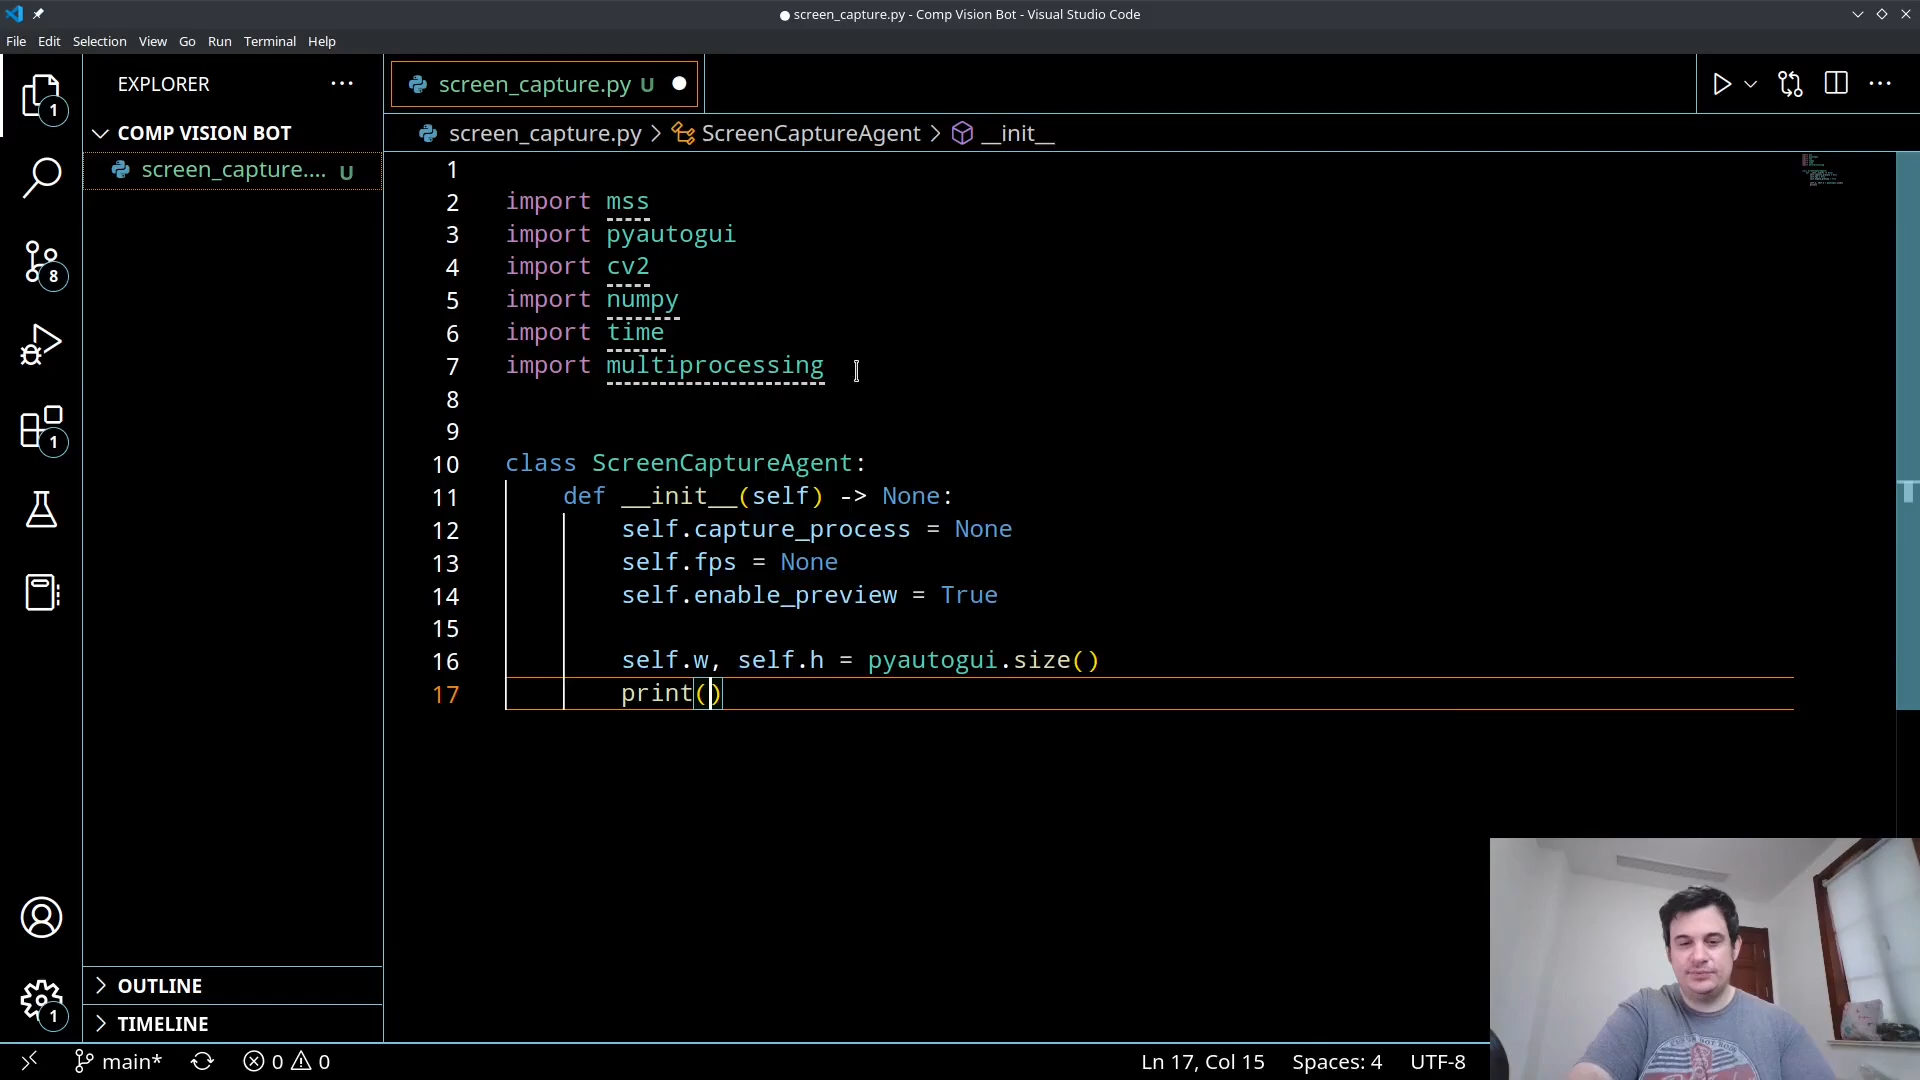 screen_capture.py - Comp Vision Bot - Visual Studio Code
File Edit Selection View Go Run Terminal Help
EXPLORER
screen_capture.py U
COMP VISION BOT
screen_capture.py > ScreenCaptureAgent > __init__
screen_capture.... U
1
8
1
1
1
2 import mss
3 import pyautogui
4 import cv2
5 import numpy
6 import time
7 import multiprocessing
8
9
10 class ScreenCaptureAgent:
11 def __init__(self) -> None:
12 self.capture_process = None
13 self.fps = None
14 self.enable_preview = True
15
16 self.w, self.h = pyautogui.size()
17 print()
OUTLINE
TIMELINE
main* 0 0 Ln 17, Col 15 Spaces: 4 UTF-8